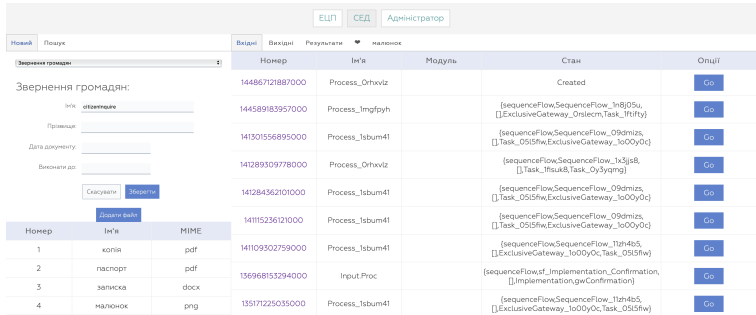 ЕЦП СЕД Адміністратор
Новий Пошук
Звернення громадян
Звернення громадян:
Ім'я: citizenInquire
Прізвище:
Дата документу:
Виконати до:
Скасувати Зберегти
Додати файл
Номер Ім'я MIME
1 копія pdf
2 паспорт pdf
3 записка docx
4 малюнок png
Вхідні Вихідні Результати ❤ малюнок
Номер Ім'я Модуль Стан Опції
144867121887000 Process_0rhxvlz Created Go
144589183957000 Process_1mgfpyh {sequenceFlow,SequenceFlow_1n8j05u,
[],ExclusiveGateway_0rslecm,Task_1ftifty} Go
141301556895000 Process_1sbum41 {sequenceFlow,SequenceFlow_09dmizs,
[],Task_05l5fiw,ExclusiveGateway_1o00y0c} Go
141289309778000 Process_0rhxvlz {sequenceFlow,SequenceFlow_1x3jjs8,
[],Task_1flsuk8,Task_0y3yqmg} Go
141284362101000 Process_1sbum41 {sequenceFlow,SequenceFlow_09dmizs,
[],Task_05l5fiw,ExclusiveGateway_1o00y0c} Go
141115236121000 Process_1sbum41 {sequenceFlow,SequenceFlow_09dmizs,
[],Task_05l5fiw,ExclusiveGateway_1o00y0c} Go
141109302759000 Process_1sbum41 {sequenceFlow,SequenceFlow_11zh4b5,
[],ExclusiveGateway_1o00y0c,Task_05l5fiw} Go
136968153294000 Input.Proc {sequenceFlow,sf_Implementation_Confirmation,
[],Implementation,gwConfirmation} Go
135171225035000 Process_1sbum41 {sequenceFlow,SequenceFlow_11zh4b5,
[],ExclusiveGateway_1o00y0c,Task_05l5fiw} Go